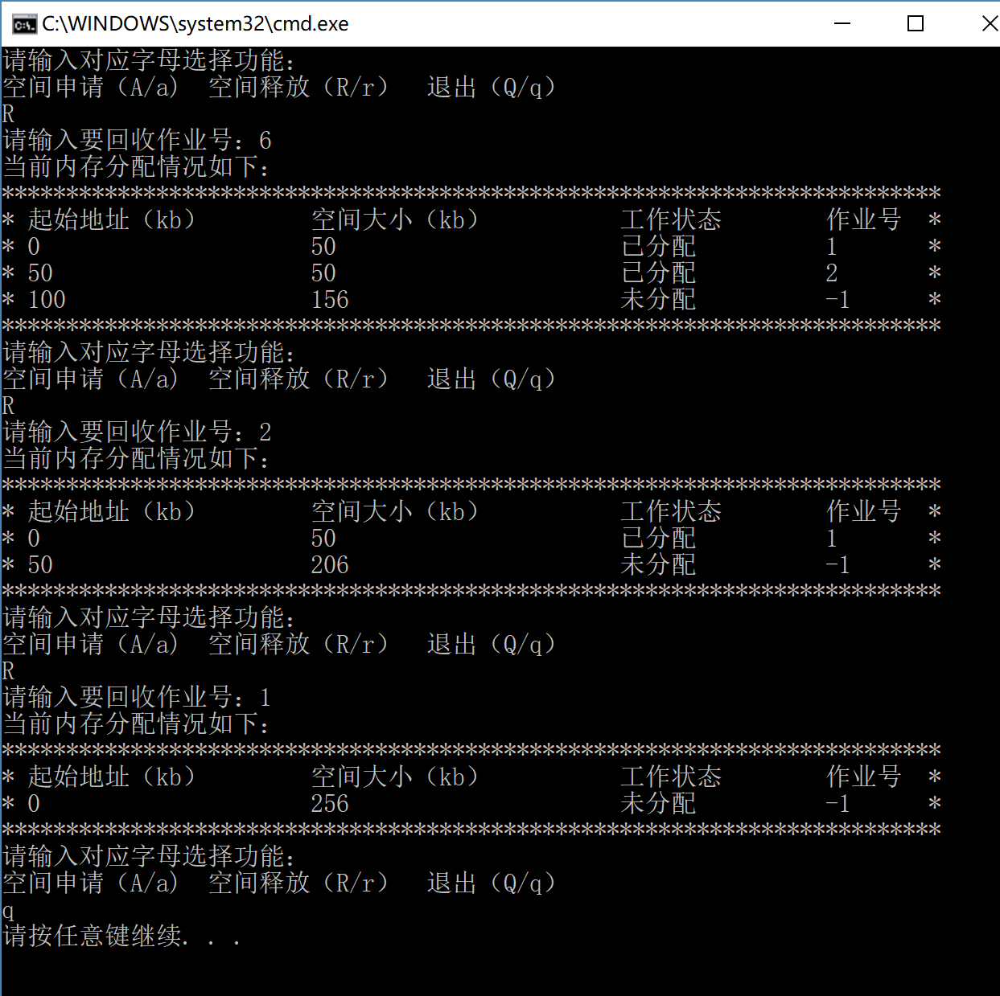 C:\WINDOWS\system32\cmd.exe
请输入对应字母选择功能：
空间申请（A/a)  空间释放（R/r）  退出（Q/q）
R
请输入要回收作业号：6
当前内存分配情况如下：
*************************************************************************
* 起始地址（kb）  空间大小（kb）  工作状态  作业号  *
* 0  50  已分配  1  *
* 50  50  已分配  2  *
* 100  156  未分配  -1  *
*************************************************************************
请输入对应字母选择功能：
空间申请（A/a)  空间释放（R/r）  退出（Q/q）
R
请输入要回收作业号：2
当前内存分配情况如下：
*************************************************************************
* 起始地址（kb）  空间大小（kb）  工作状态  作业号  *
* 0  50  已分配  1  *
* 50  206  未分配  -1  *
*************************************************************************
请输入对应字母选择功能：
空间申请（A/a)  空间释放（R/r）  退出（Q/q）
R
请输入要回收作业号：1
当前内存分配情况如下：
*************************************************************************
* 起始地址（kb）  空间大小（kb）  工作状态  作业号  *
* 0  256  未分配  -1  *
*************************************************************************
请输入对应字母选择功能：
空间申请（A/a)  空间释放（R/r）  退出（Q/q）
q
请按任意键继续. . .